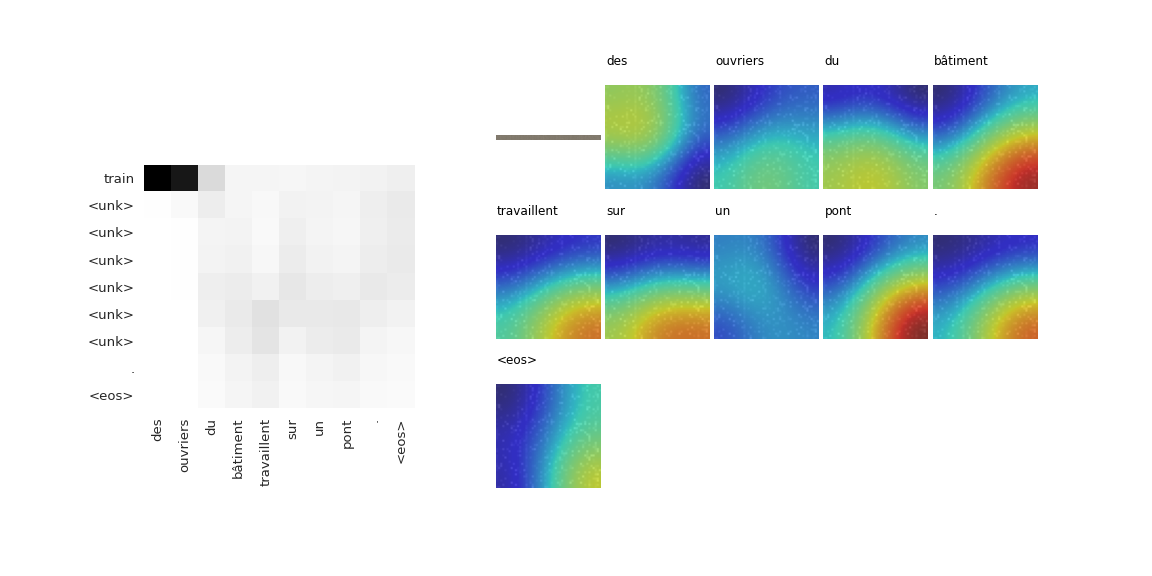 train
<unk>
<unk>
<unk>
<unk>
<unk>
<unk>
.
<eos>
des ouvriers du bâtiment travaillent sur un pont . <eos>
des ouvriers du bâtiment
travaillent sur un pont .
<eos>